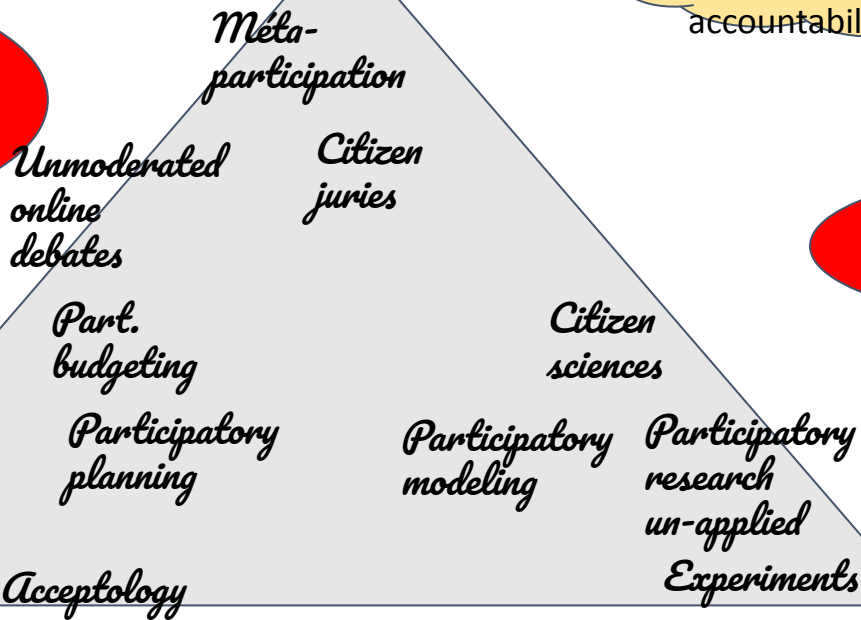 accountabil
Méta-
participation
Unmoderated
online
debates
Citizen
juries
Part.
budgeting
Citizen
sciences
Participatory
planning
Participatory
modeling
Participatory
research
un-applied
Acceptology
Experiments